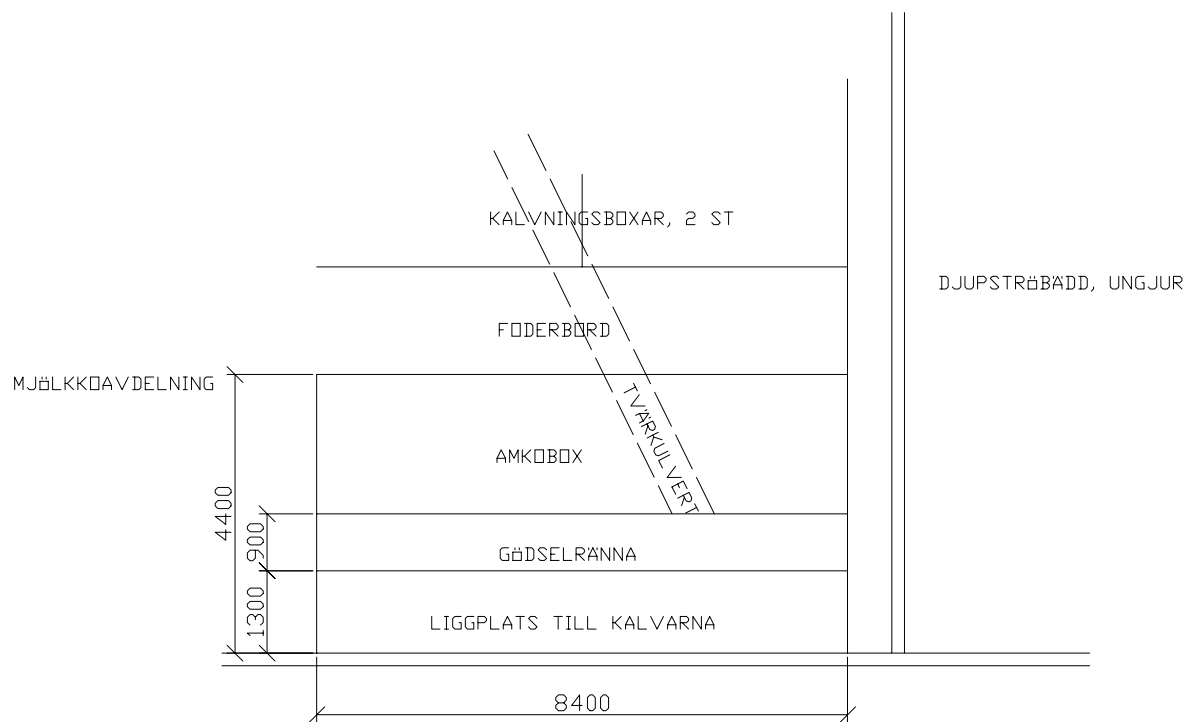 KALVNINGSBOXAR, 2 ST
DJUPSTRÖBÄDD, UNGJUR
FODERBORD
MJÖLKKOAVDELNING
TVÄRKULVERT
AMKOBOX
4400
900
GÖDSELRÄNNA
1300
LIGGPLATS TILL KALVARNA
8400